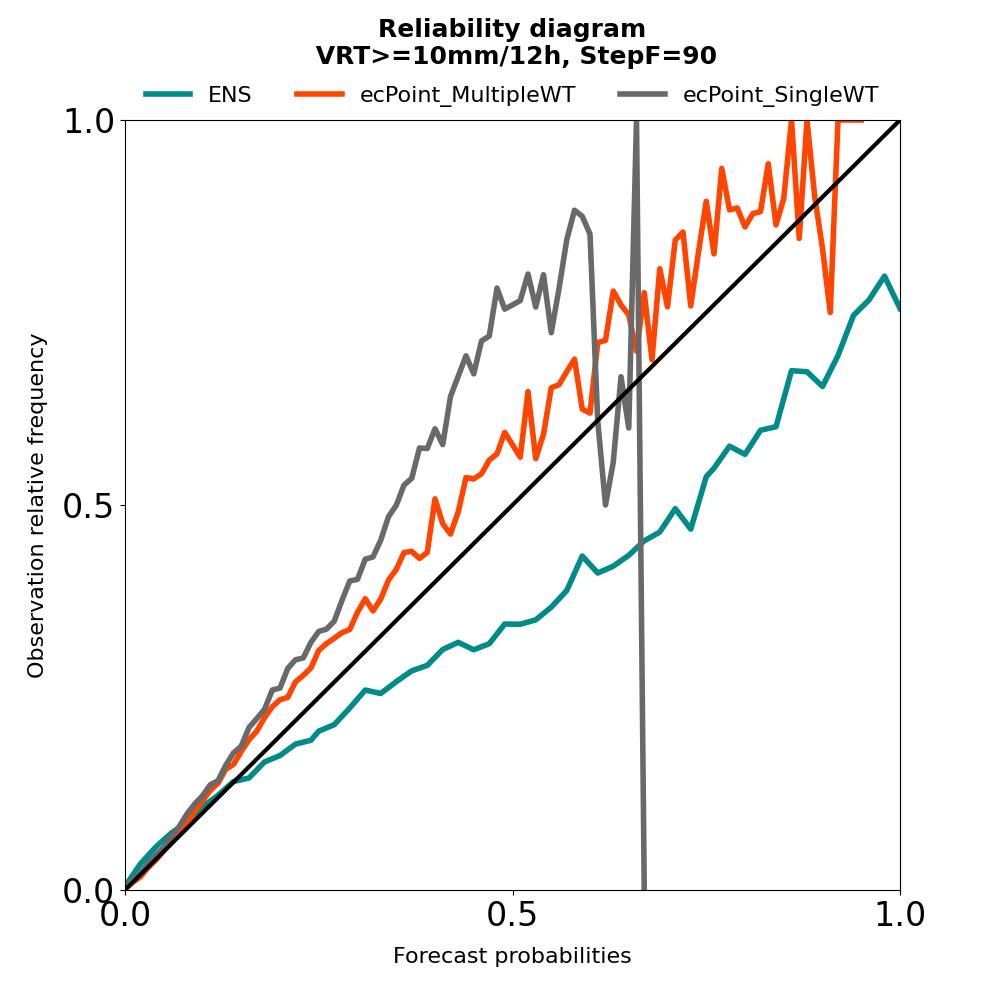 Reliability diagram
VRT>=10mm/12h, StepF=90
ENS ecPoint_MultipleWT ecPoint_SingleWT
1.0
Observation relative frequency
0.5
0.0
0.0 0.5 1.0
Forecast probabilities